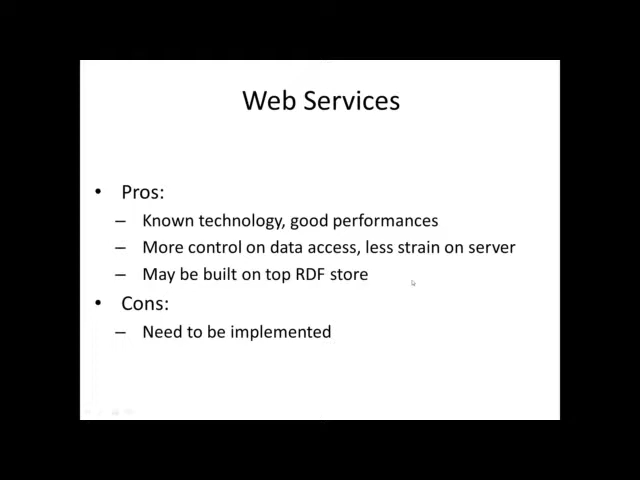 Web Services
• Pros:
– Known technology, good performances
– More control on data access, less strain on server
– May be built on top RDF store
• Cons:
– Need to be implemented